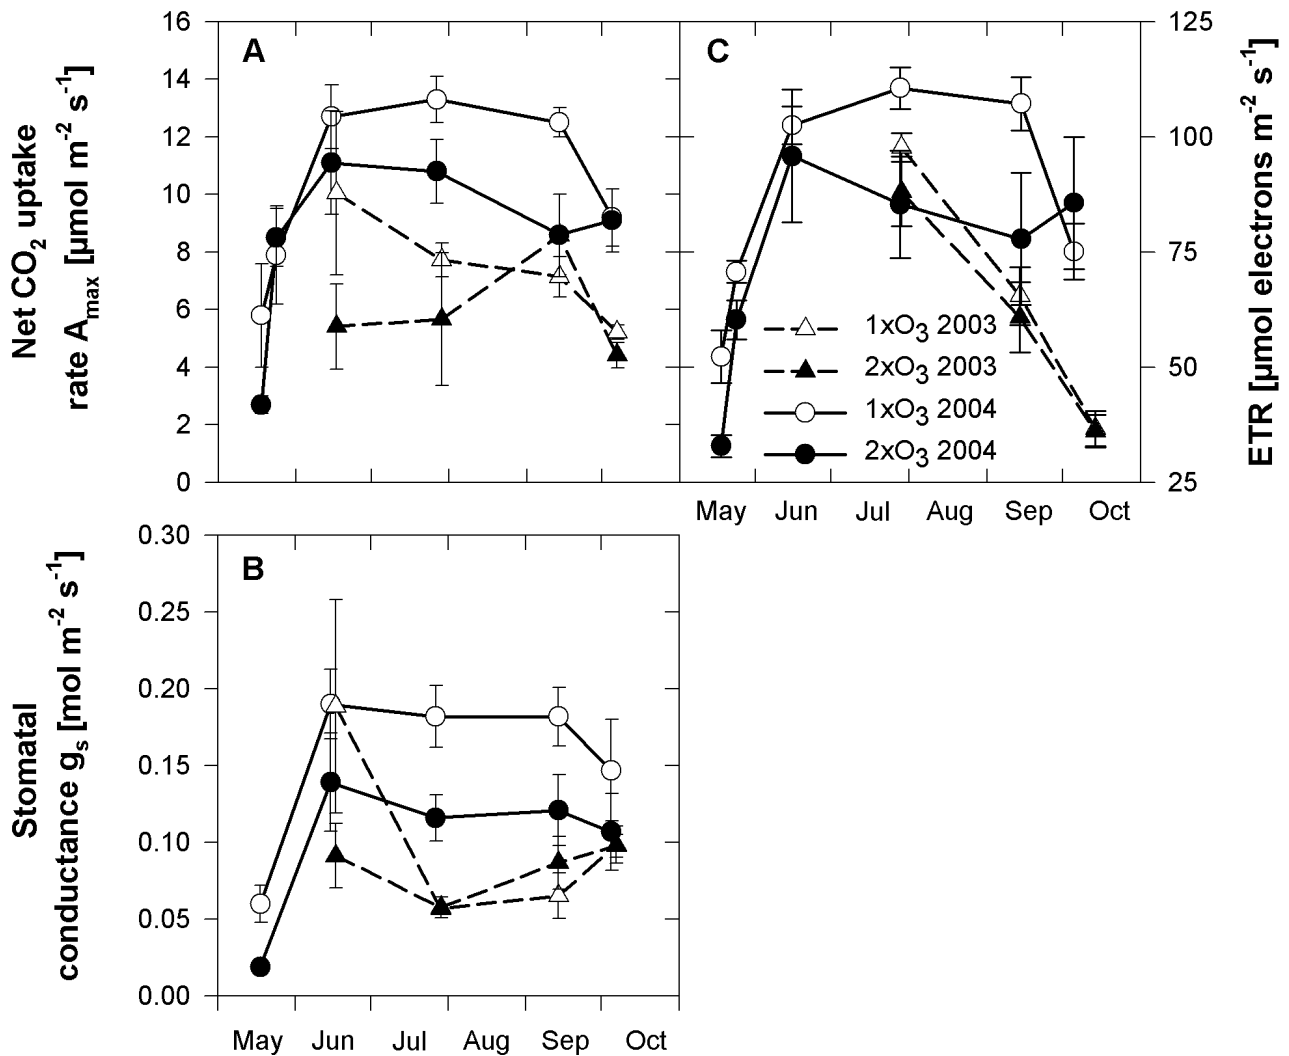 Net CO2 uptake
rate Amax [µmol m-2 s-1]
16
14
12
10
8
6
4
2
0
A
C
125
100
75
50
25
ETR [µmol electrons m-2 s-1]
1xO3 2003
2xO3 2003
1xO3 2004
2xO3 2004
May Jun Jul Aug Sep Oct
Stomatal
conductance gs [mol m-2 s-1]
0.30
0.25
0.20
0.15
0.10
0.05
0.00
B
May Jun Jul Aug Sep Oct